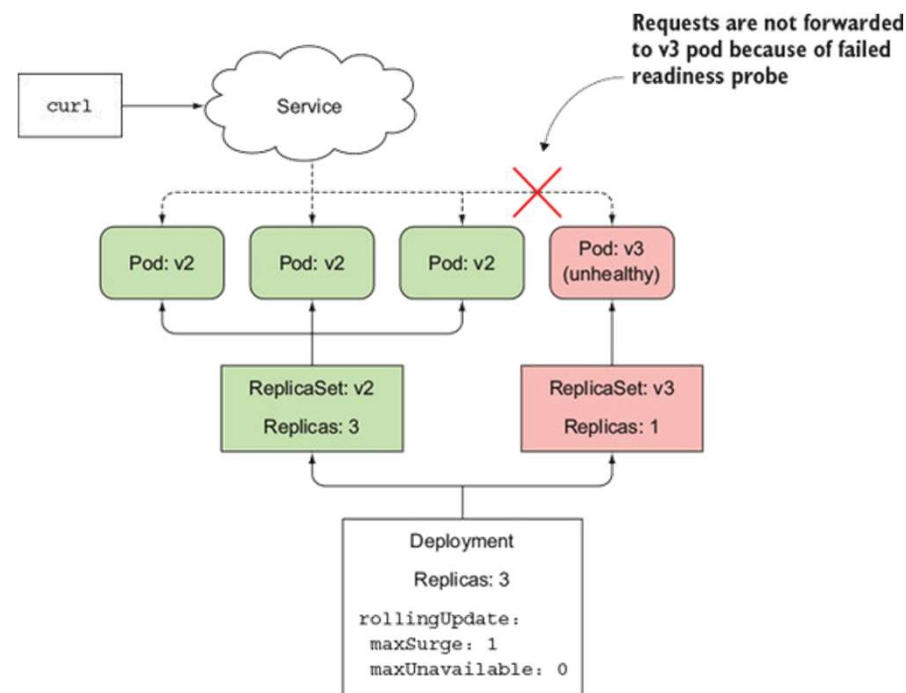 Requests are not forwarded
to v3 pod because of failed
readiness probe
curl
Service
Pod: v2
Pod: v2
Pod: v2
Pod: v3
(unhealthy)
ReplicaSet: v2
Replicas: 3
ReplicaSet: v3
Replicas: 1
Deployment
Replicas: 3
rollingUpdate:
maxSurge: 1
maxUnavailable: 0